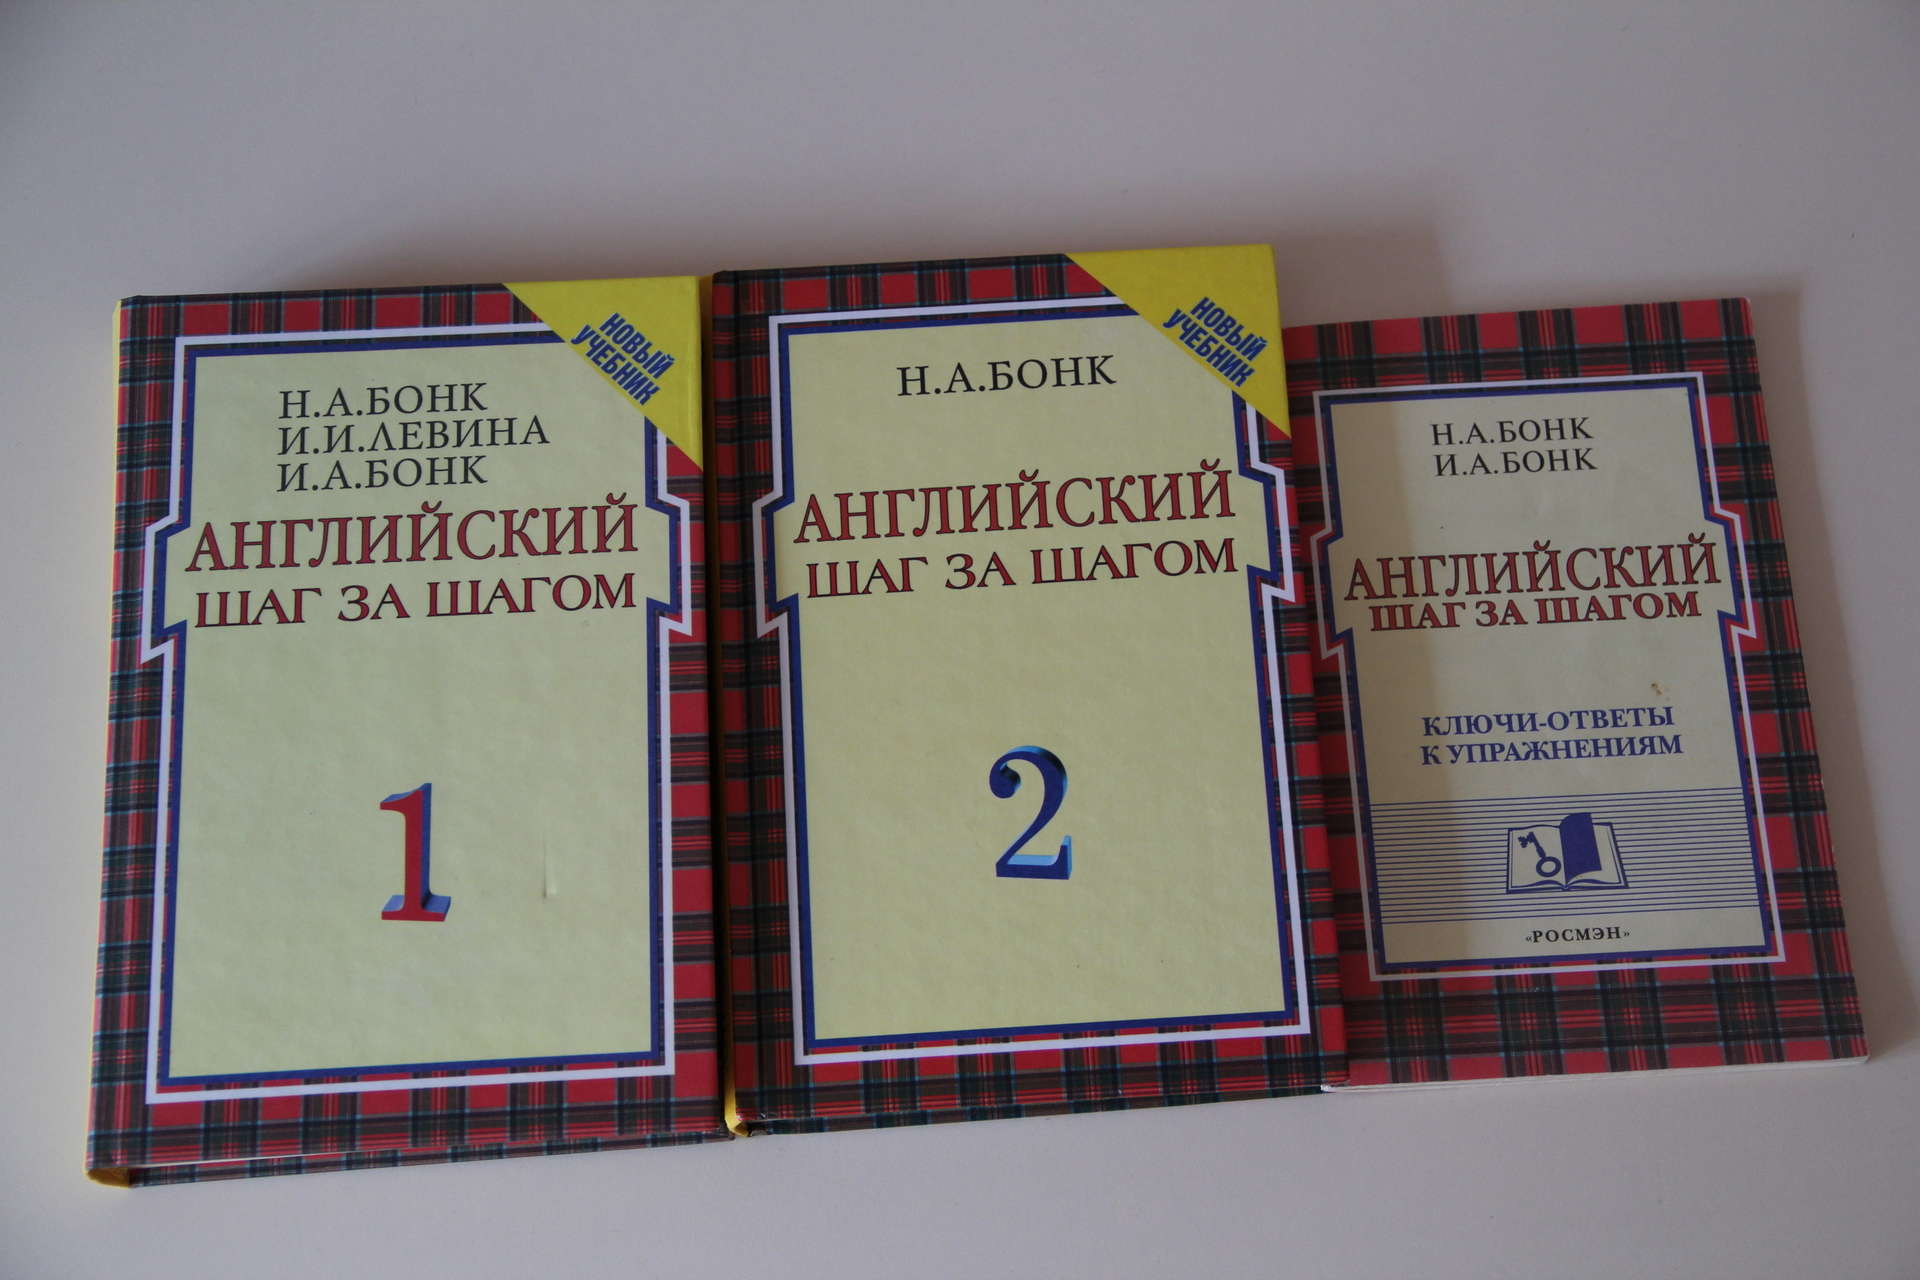 НОВЫЙ
УЧЕБНИК
Н.А.БОНК
И.И.ЛЕВИНА
И.А.БОНК
АНГЛИЙСКИЙ
ШАГ ЗА ШАГОМ
1
НОВЫЙ
УЧЕБНИК
Н.А.БОНК
АНГЛИЙСКИЙ
ШАГ ЗА ШАГОМ
2
Н.А.БОНК
И.А.БОНК
АНГЛИЙСКИЙ
ШАГ ЗА ШАГОМ
КЛЮЧИ-ОТВЕТЫ
К УПРАЖНЕНИЯМ
«РОСМЭН»